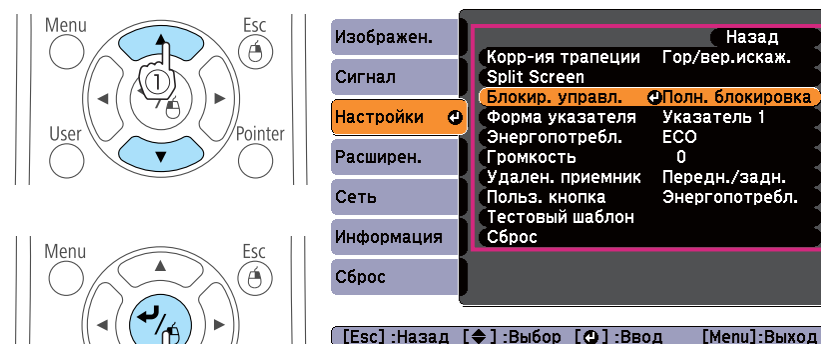 Menu
Esc
1
User
Pointer
Menu
Esc
Изображен.
Сигнал
Настройки
Расширен.
Сеть
Информация
Сброс
Назад
Корр-ия трапеции Гор/вер.искаж.
Split Screen
Блокир. управл. Полн. блокировка
Форма указателя Указатель 1
Энергопотребл. ECO
Громкость 0
Удален. приемник Передн./задн.
Польз. кнопка Энергопотребл.
Тестовый шаблон
Сброс
[Esc] :Назад [◆] :Выбор [⏎] :Ввод [Menu]:Выход